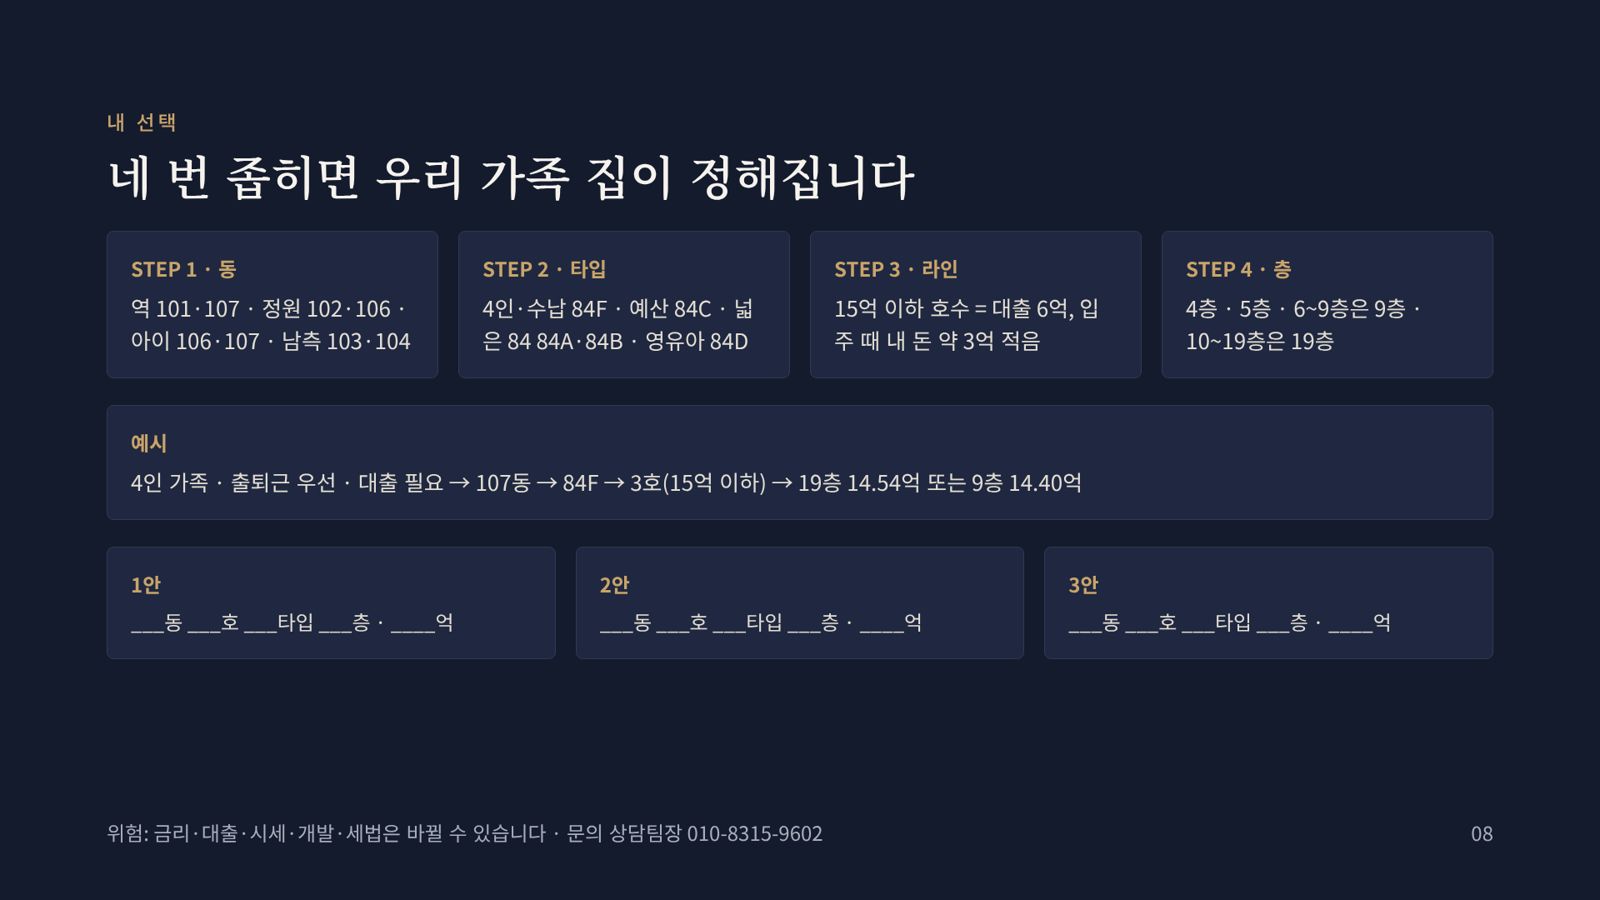 내 선택
네 번 좁히면 우리 가족 집이 정해집니다
STEP 1 · 동
역 101·107 · 정원 102·106 ·
아이 106·107 · 남측 103·104
STEP 2 · 타입
4인·수납 84F · 예산 84C · 넓
은 84 84A·84B · 영유아 84D
STEP 3 · 라인
15억 이하 호수 = 대출 6억, 입
주 때 내 돈 약 3억 적음
STEP 4 · 층
4층 · 5층 · 6~9층은 9층 ·
10~19층은 19층
예시
4인 가족 · 출퇴근 우선 · 대출 필요 → 107동 → 84F → 3호(15억 이하) → 19층 14.54억 또는 9층 14.40억
1안
___동 ___호 ___타입 ___층 · ____억
2안
___동 ___호 ___타입 ___층 · ____억
3안
___동 ___호 ___타입 ___층 · ____억
위험: 금리·대출·시세·개발·세법은 바뀔 수 있습니다 · 문의 상담팀장 010-8315-9602
08